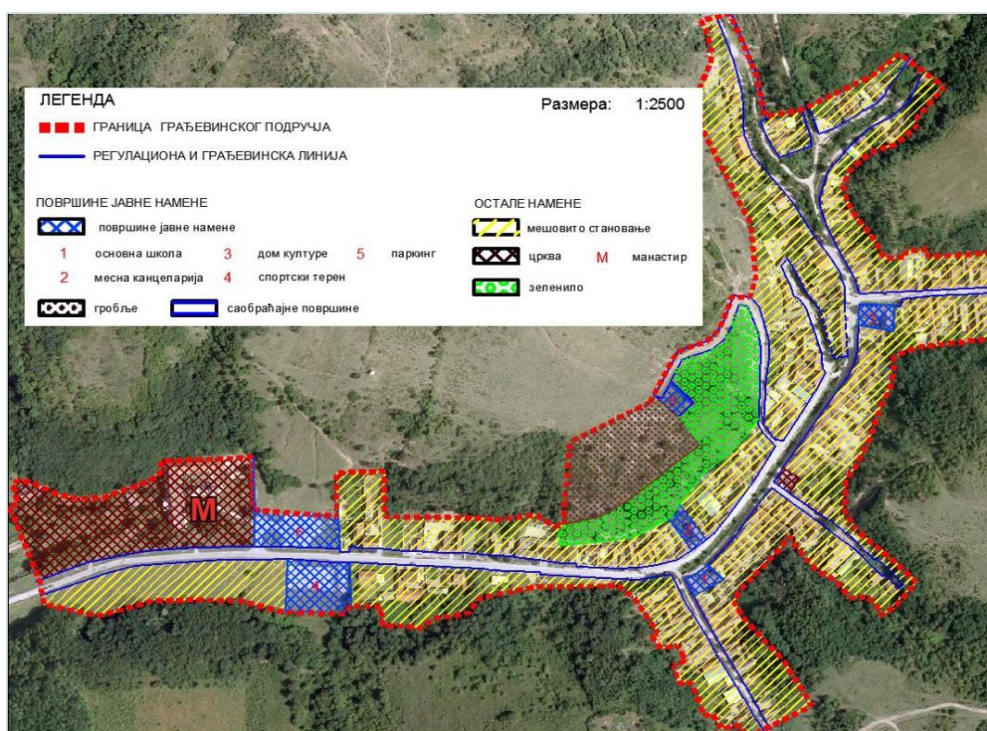 ЛЕГЕНДА
Размера: 1:2500
ГРАНИЦА ГРАЂЕВИНСКОГ ПОДРУЧЈА
РЕГУЛАЦИОНА И ГРАЂЕВИНСКА ЛИНИЈА
ПОВРШИНЕ ЈАВНЕ НАМЕНЕ
површине јавне намене
1 основна школа 3 дом културе 5 паркинг
2 месна канцеларија 4 спортски терен
гробље саобраћајне површине
ОСТАЛЕ НАМЕНЕ
мешовито становање
црква М манастир
зеленило
М